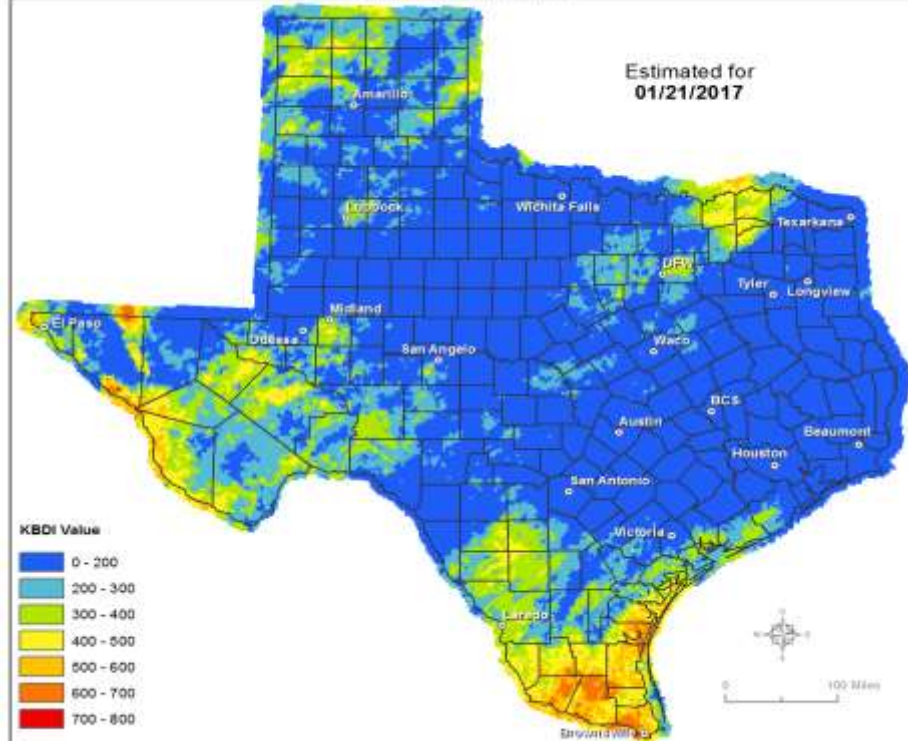 Estimated for
01/21/2017
Amarillo
Lubbock
Wichita Falls
Texarkana
DFW
Tyler
Longview
El Paso
Midland
Odessa
San Angelo
Waco
BCS
Austin
Beaumont
Houston
San Antonio
Victoria
Laredo
Brownsville
KBDI Value
0 - 200
200 - 300
300 - 400
400 - 500
500 - 600
600 - 700
700 - 800
0 100 Miles